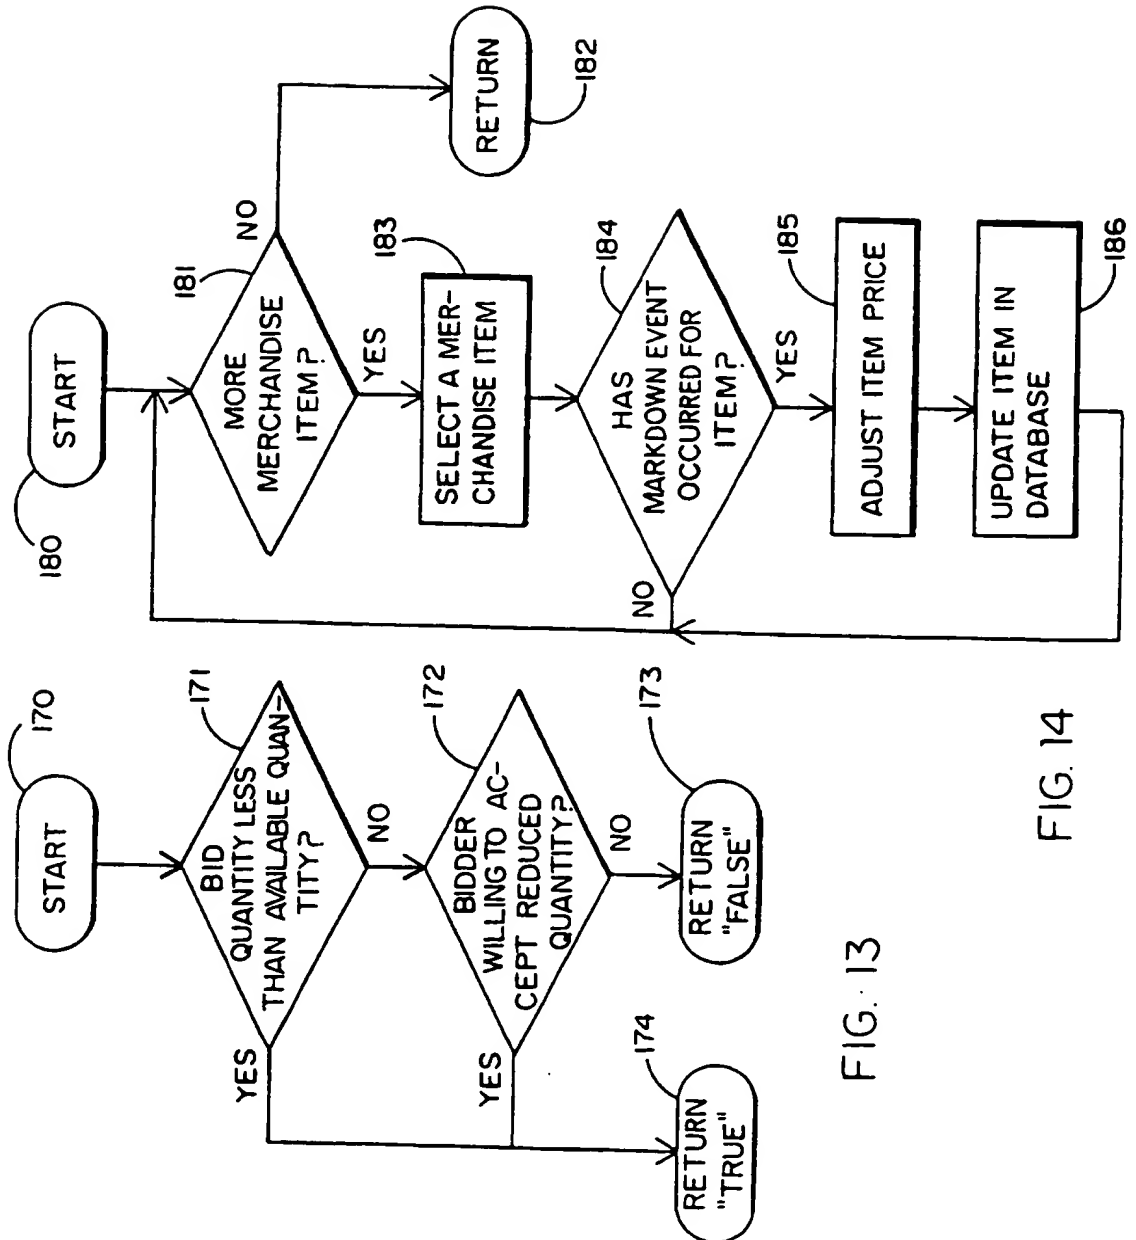 170
START
171
BID
QUANTITY LESS
THAN AVAILABLE QUAN-
TITY?
YES
NO
172
BIDDER
WILLING TO AC-
CEPT REDUCED
QUANTITY?
YES
NO
174
RETURN
"TRUE"
173
RETURN
"FALSE"
FIG. 13
180
START
181
MORE
MERCHANDISE
ITEM?
NO
YES
RETURN
182
183
SELECT A MER-
CHANDISE ITEM
184
HAS
MARKDOWN EVENT
OCCURRED FOR
ITEM?
NO
YES
185
ADJUST ITEM PRICE
UPDATE ITEM IN
DATABASE
186
FIG. 14